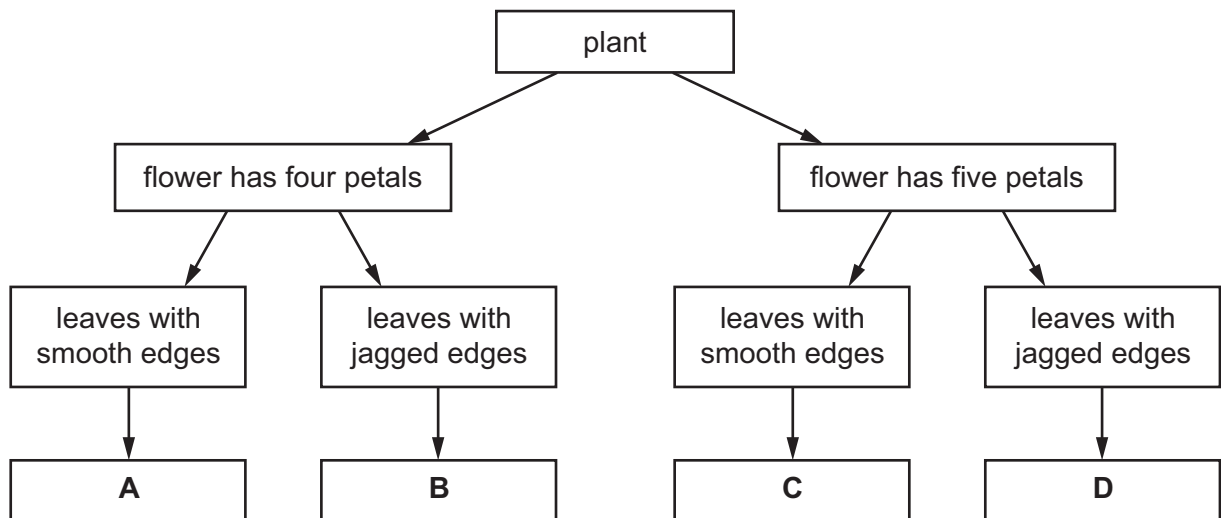 plant
flower has four petals
flower has five petals
leaves with
smooth edges
leaves with
jagged edges
leaves with
smooth edges
leaves with
jagged edges
A
B
C
D